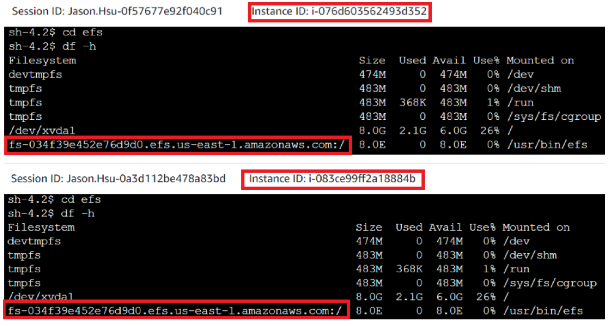 Session ID: Jason.Hsu-0f57677e92f040c91 Instance ID: i-076d603562493d352
sh-4.2$ cd efs
sh-4.2$ df -h
Filesystem Size Used Avail Use% Mounted on
devtmpfs 474M 0 474M 0% /dev
tmpfs 483M 0 483M 0% /dev/shm
tmpfs 483M 368K 483M 1% /run
tmpfs 483M 0 483M 0% /sys/fs/cgroup
/dev/xvda1 8.0G 2.1G 6.0G 26% /
fs-034f39e452e76d9d0.efs.us-east-1.amazonaws.com:/ 8.0E 0 8.0E 0% /usr/bin/efs
Session ID: Jason.Hsu-0a3d112be478a83bd Instance ID: i-083ce99ff2a18884b
sh-4.2$ cd efs
sh-4.2$ df -h
Filesystem Size Used Avail Use% Mounted on
devtmpfs 474M 0 474M 0% /dev
tmpfs 483M 0 483M 0% /dev/shm
tmpfs 483M 368K 483M 1% /run
tmpfs 483M 0 483M 0% /sys/fs/cgroup
/dev/xvda1 8.0G 2.1G 6.0G 26% /
fs-034f39e452e76d9d0.efs.us-east-1.amazonaws.com:/ 8.0E 0 8.0E 0% /usr/bin/efs